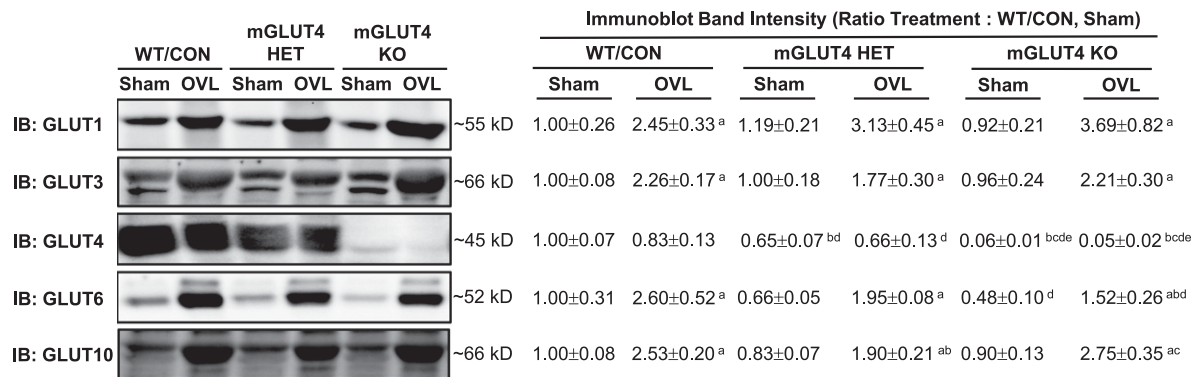 Immunoblot Band Intensity (Ratio Treatment : WT/CON, Sham)
WT/CON mGLUT4 HET mGLUT4 KO WT/CON mGLUT4 HET mGLUT4 KO
Sham OVL Sham OVL Sham OVL Sham OVL Sham OVL Sham OVL
IB: GLUT1 ~55 kD 1.00±0.26 2.45±0.33 a 1.19±0.21 3.13±0.45 a 0.92±0.21 3.69±0.82 a
IB: GLUT3 ~66 kD 1.00±0.08 2.26±0.17 a 1.00±0.18 1.77±0.30 a 0.96±0.24 2.21±0.30 a
IB: GLUT4 ~45 kD 1.00±0.07 0.83±0.13 0.65±0.07 bd 0.66±0.13 d 0.06±0.01 bcde 0.05±0.02 bcde
IB: GLUT6 ~52 kD 1.00±0.31 2.60±0.52 a 0.66±0.05 1.95±0.08 a 0.48±0.10 d 1.52±0.26 abd
IB: GLUT10 ~66 kD 1.00±0.08 2.53±0.20 a 0.83±0.07 1.90±0.21 ab 0.90±0.13 2.75±0.35 ac